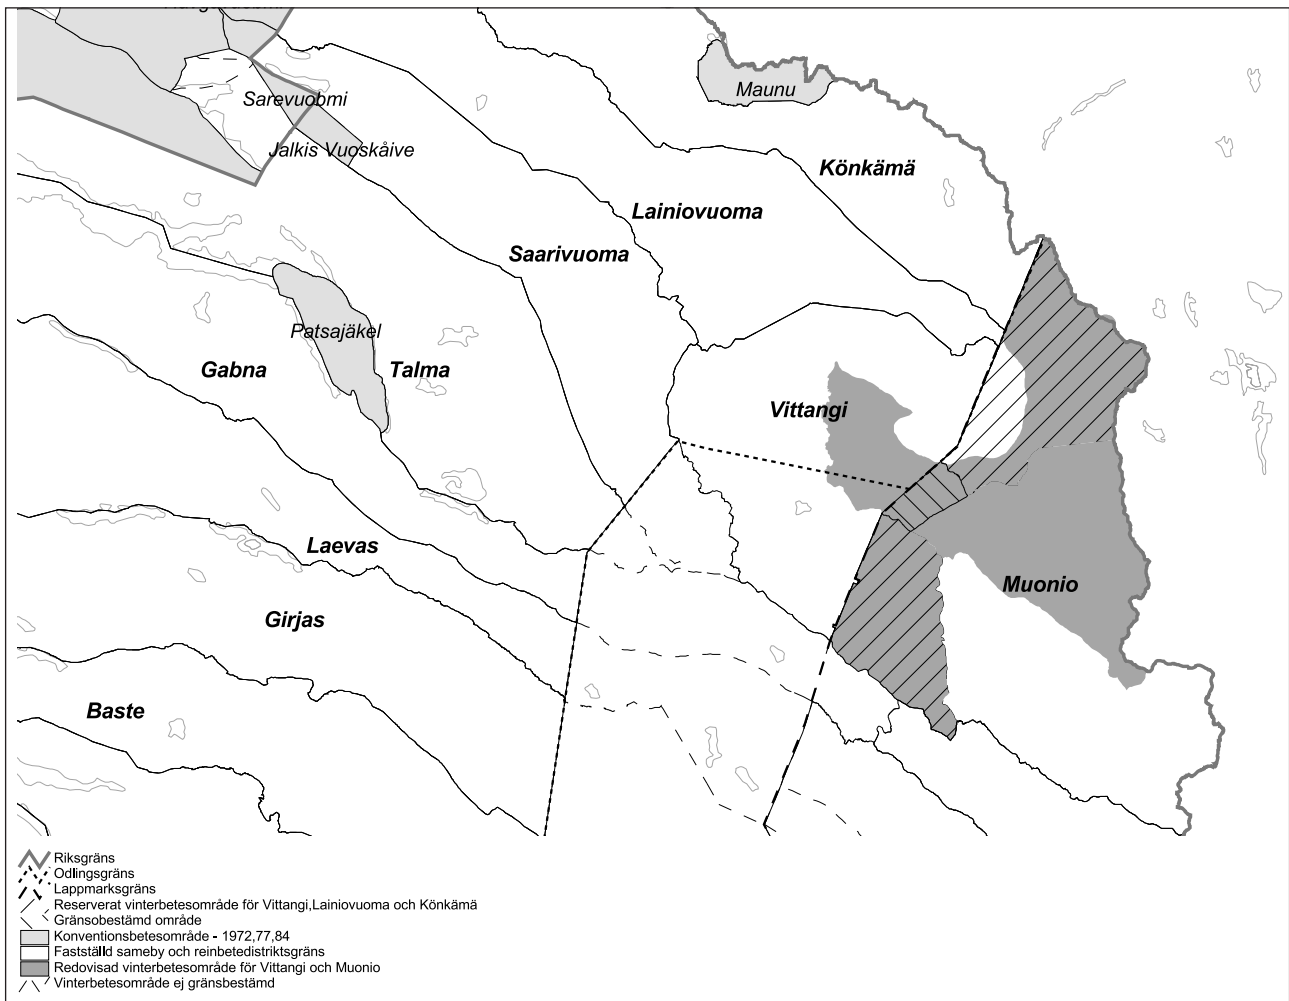 Maunu
Sarevuobmi
Jalkis Vuoskåive
Könkämä
Lainiovuoma
Saarivuoma
Patsajäkel
Gabna
Talma
Vittangi
Laevas
Muonio
Girjas
Baste
Riksgräns
Odlingsgräns
Lappmarksgräns
Reserverat vinterbetesområde för Vittangi,Lainiovuoma och Könkämä
Gränsobestämd område
Konventionsbetesområde - 1972,77,84
Fastställd sameby och reinbetedistriktsgräns
Redovisad vinterbetesområde för Vittangi och Muonio
Vinterbetesområde ej gränsbestämd